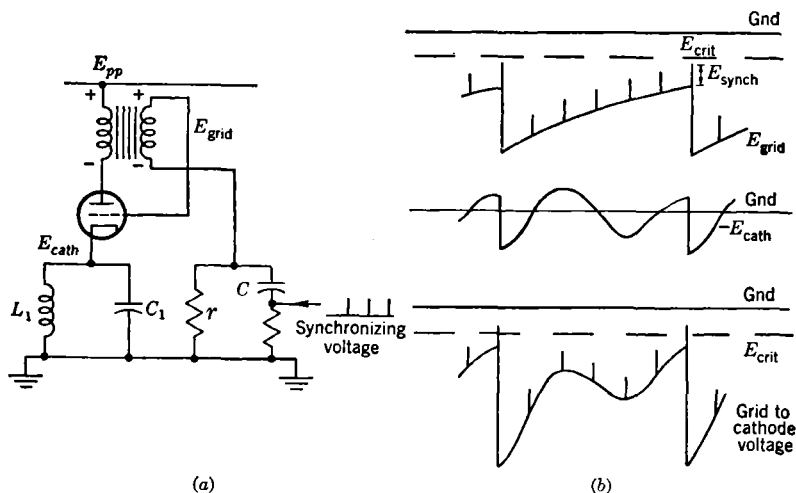 E_pp
+ +
E_grid
- -
E_cath
L_1
C_1
r
C
Synchronizing
voltage
(a)
Gnd
E_crit
E_synch
E_grid
Gnd
-E_cath
Gnd
E_crit
Grid to
cathode
voltage
(b)